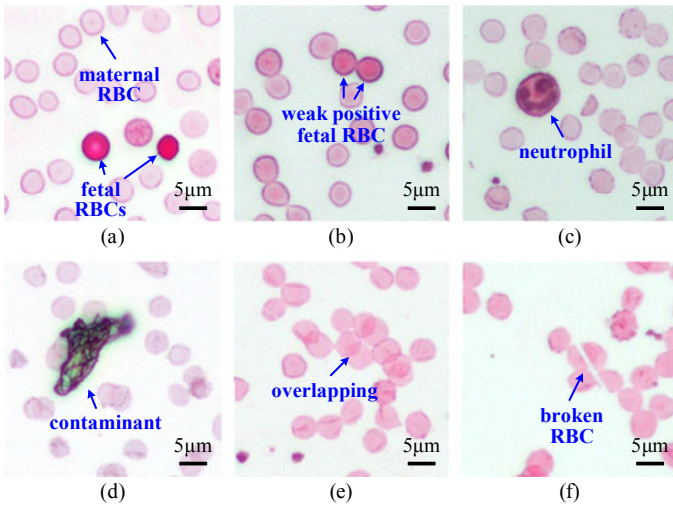 maternal
RBC
fetal
RBCs
5μm
(a)
weak positive
fetal RBC
5μm
(b)
neutrophil
5μm
(c)
contaminant
5μm
(d)
overlapping
5μm
(e)
broken
RBC
5μm
(f)